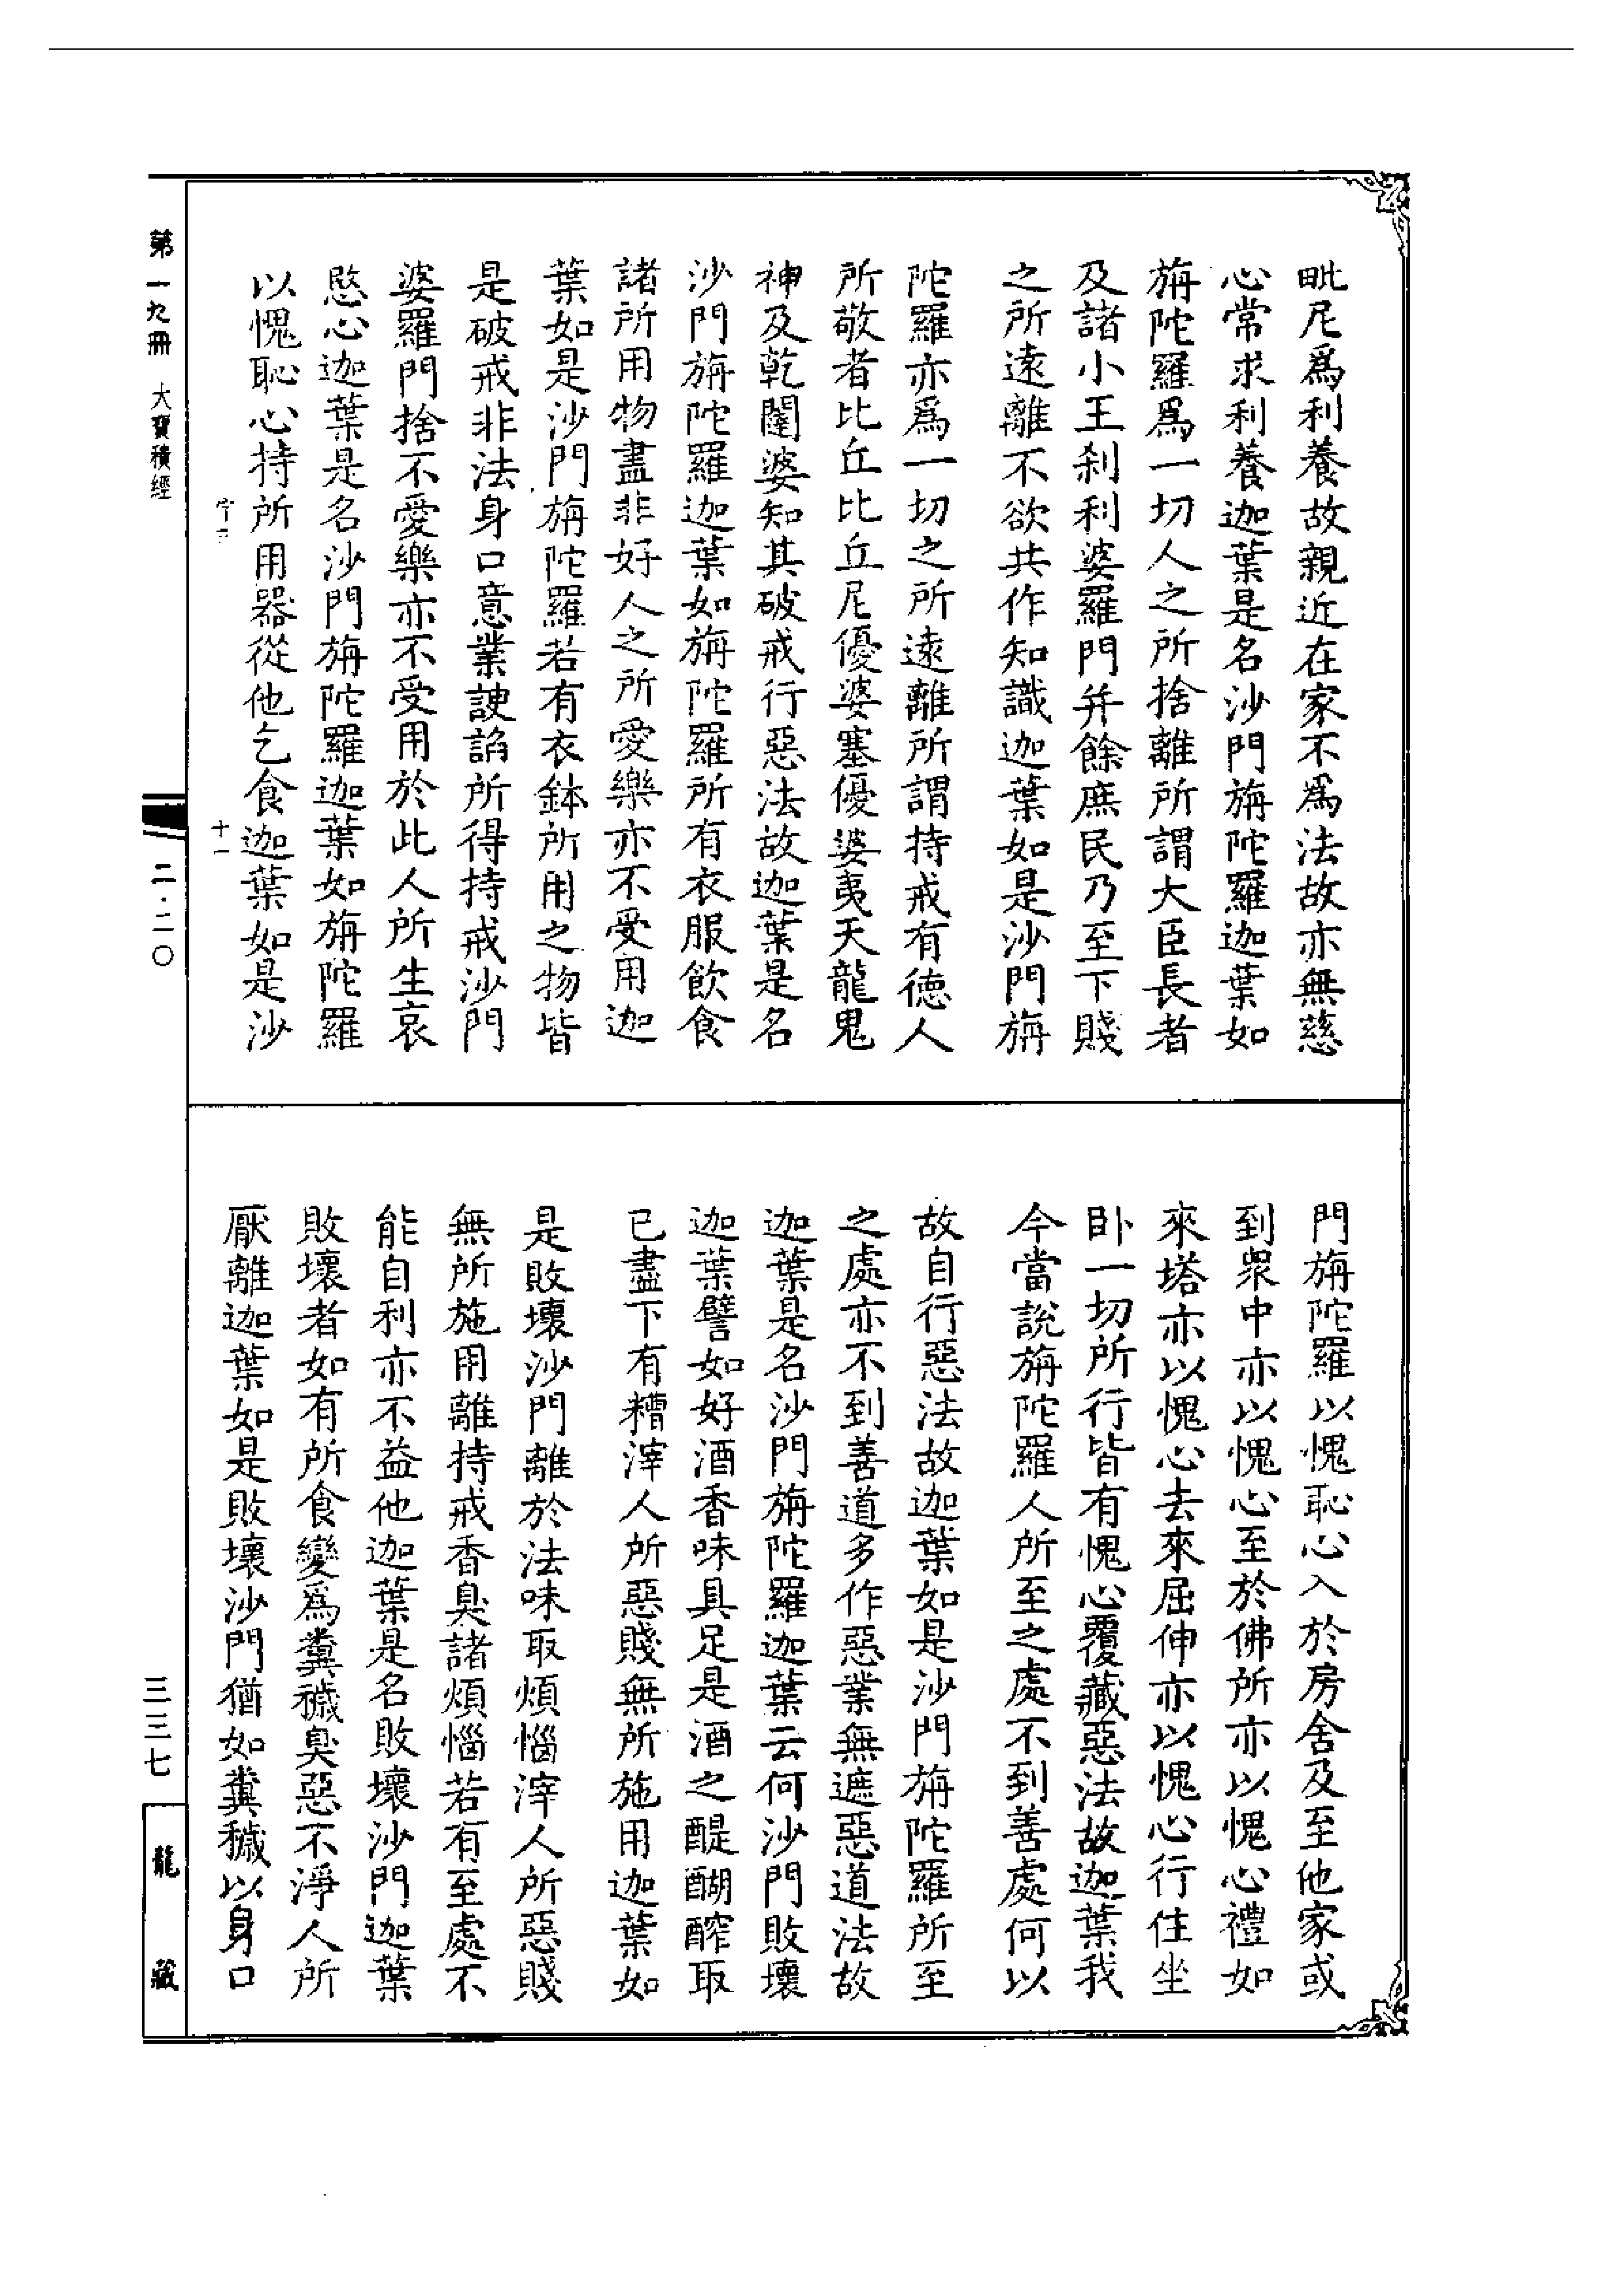 毗尼爲利養故親近在家不爲法故亦無慈
心常求利養迦葉是名沙門旃陀羅迦葉如
旃陀羅爲一切人之所捨離所謂大臣長者
及諸小王刹利婆羅門并餘庶民乃至下賤
之所遠離不欲共作知識迦葉如是沙門旃
陀羅亦爲一切之所遠離所謂持戒有德人
所敬者比丘比丘尼優婆塞優婆夷天龍鬼
神及乾闥婆知其破戒行惡法故迦葉是名
沙門旃陀羅迦葉如旃陀羅所有衣服飲食
諸所用物盡非好人之所愛樂亦不受用迦
葉如是沙門旃陀羅若有衣鉢所用之物皆
是破戒非法身口意業諛諂所得持戒沙門
婆羅門捨不愛樂亦不受用於此人所生哀
愍心迦葉是名沙門旃陀羅迦葉如旃陀羅
以愧恥心持所用器從他乞食迦葉如是沙
門旃陀羅以愧恥心入於房舍及至他家或
到眾中亦以愧心至於佛所亦以愧心禮如
來塔亦以愧心去來屈伸亦以愧心行住坐
卧一切所行皆有愧心覆藏惡法故迦葉我
今當說旃陀羅人所至之處不到善處何以
故自行惡法故迦葉如是沙門旃陀羅所至
之處亦不到善道多作惡業無遮惡道法故
迦葉是名沙門旃陀羅迦葉云何沙門敗壞
迦葉譬如好酒香味具足是酒之醍醐醡取
已盡下有糟滓人所惡賤無所施用迦葉如
是敗壞沙門離於法味取煩惱滓人所惡賤
無所施用離持戒香臭諸煩惱若有至處不
能自利亦不益他迦葉是名敗壞沙門迦葉
敗壞者如有所食變爲糞穢臭惡不淨人所
厭離迦葉如是敗壞沙門猶如糞穢以身口
第一九冊 大寶積經
十一
二·二〇
三三七
龍藏